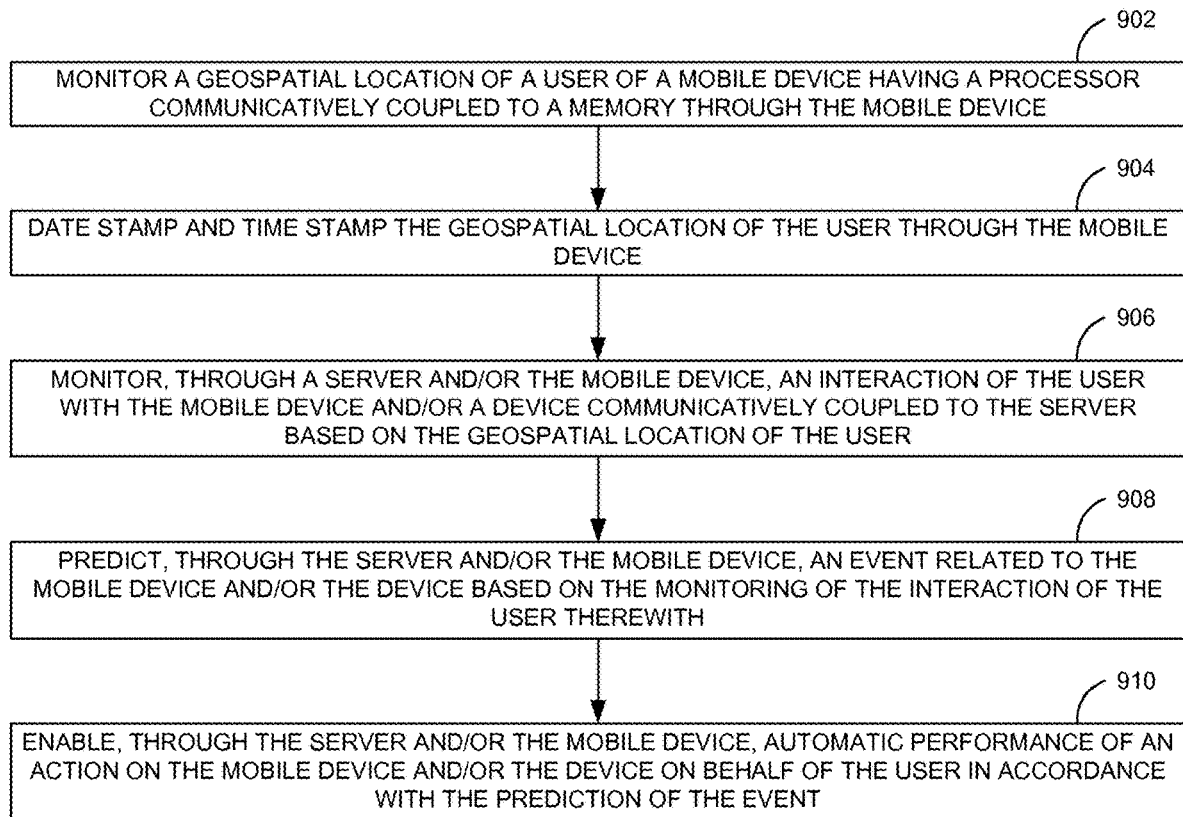 902
MONITOR A GEOSPATIAL LOCATION OF A USER OF A MOBILE DEVICE HAVING A PROCESSOR
COMMUNICATIVELY COUPLED TO A MEMORY THROUGH THE MOBILE DEVICE
904
DATE STAMP AND TIME STAMP THE GEOSPATIAL LOCATION OF THE USER THROUGH THE MOBILE
DEVICE
906
MONITOR, THROUGH A SERVER AND/OR THE MOBILE DEVICE, AN INTERACTION OF THE USER
WITH THE MOBILE DEVICE AND/OR A DEVICE COMMUNICATIVELY COUPLED TO THE SERVER
BASED ON THE GEOSPATIAL LOCATION OF THE USER
908
PREDICT, THROUGH THE SERVER AND/OR THE MOBILE DEVICE, AN EVENT RELATED TO THE
MOBILE DEVICE AND/OR THE DEVICE BASED ON THE MONITORING OF THE INTERACTION OF THE
USER THEREWITH
910
ENABLE, THROUGH THE SERVER AND/OR THE MOBILE DEVICE, AUTOMATIC PERFORMANCE OF AN
ACTION ON THE MOBILE DEVICE AND/OR THE DEVICE ON BEHALF OF THE USER IN ACCORDANCE
WITH THE PREDICTION OF THE EVENT